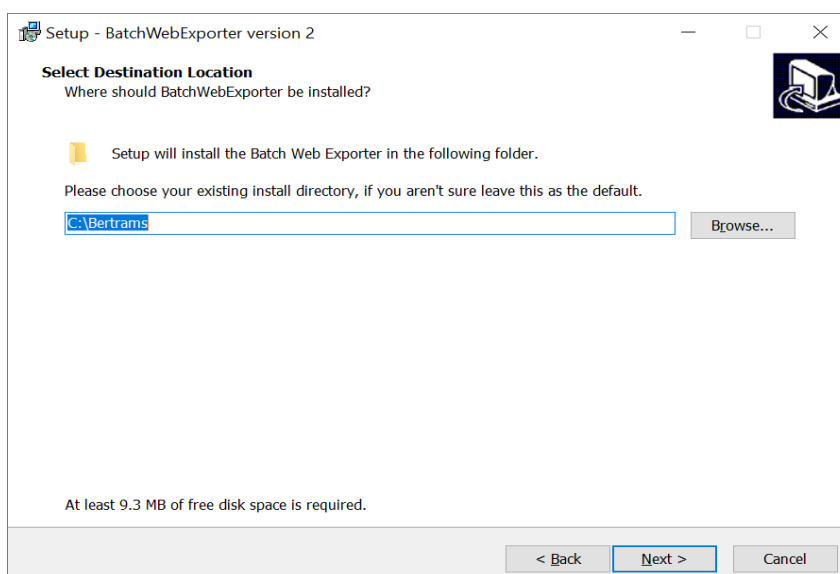 Setup - BatchWebExporter version 2
Select Destination Location
Where should BatchWebExporter be installed?
Setup will install the Batch Web Exporter in the following folder.
Please choose your existing install directory, if you aren't sure leave this as the default.
C:\Bertrams
Browse...
At least 9.3 MB of free disk space is required.
< Back Next > Cancel